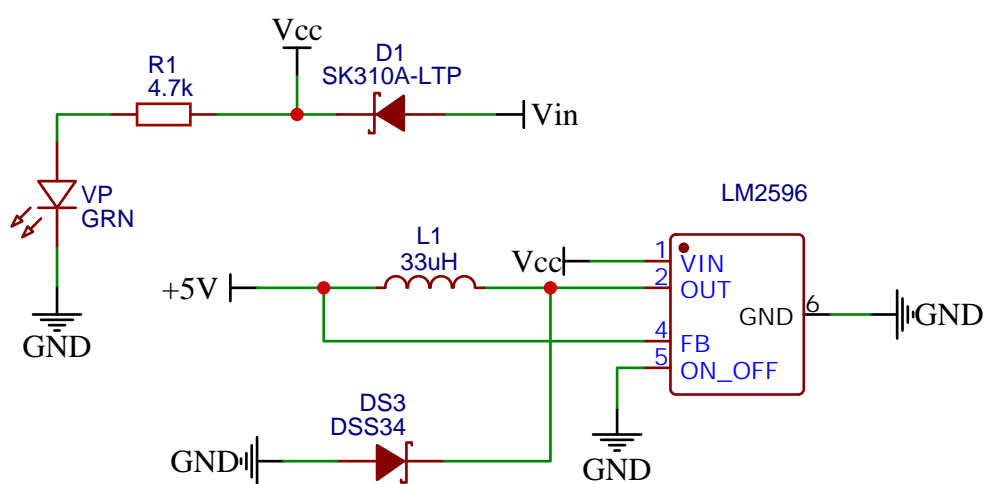 Vcc
R1
4.7k
D1
SK310A-LTP
Vin
VP
GRN
GND
LM2596
L1
33uH
+5V
Vcc
1
VIN
2
OUT
GND
6
GND
4
FB
5
ON_OFF
GND
DS3
DSS34
GND